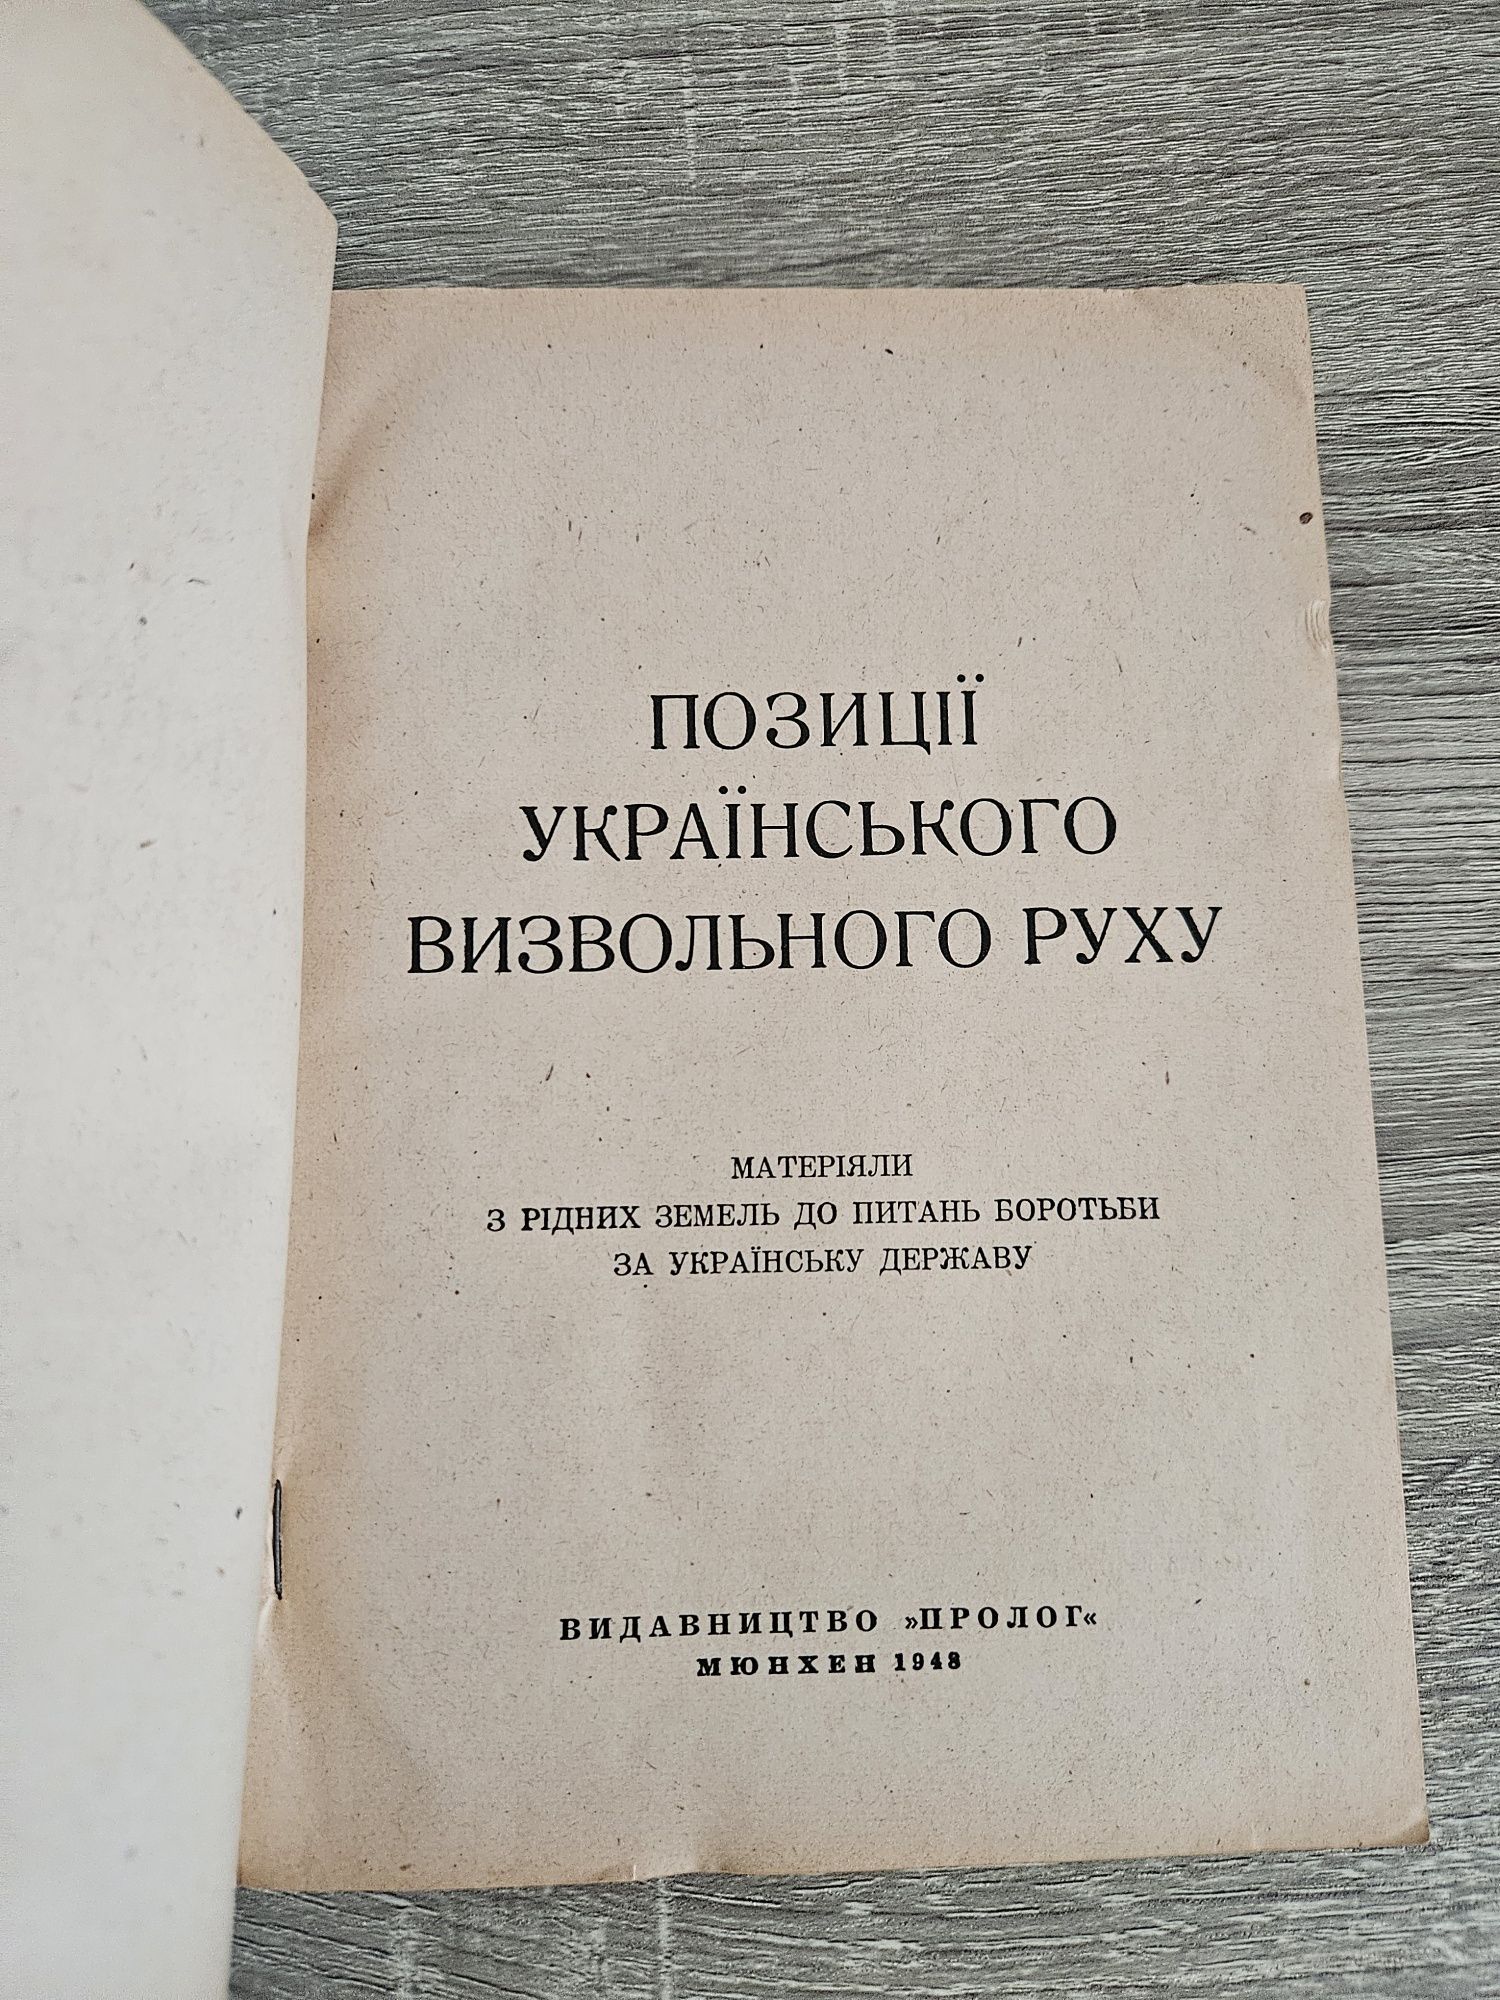 ПОЗИЦІЇ
УКРАЇНСЬКОГО
ВИЗВОЛЬНОГО РУХУ
МАТЕРІЯЛИ
З РІДНИХ ЗЕМЕЛЬ ДО ПИТАНЬ БОРОТЬБИ
ЗА УКРАЇНСЬКУ ДЕРЖАВУ
ВИДАВНИЦТВО »ПРОЛОГ«
МЮНХЕН 1948